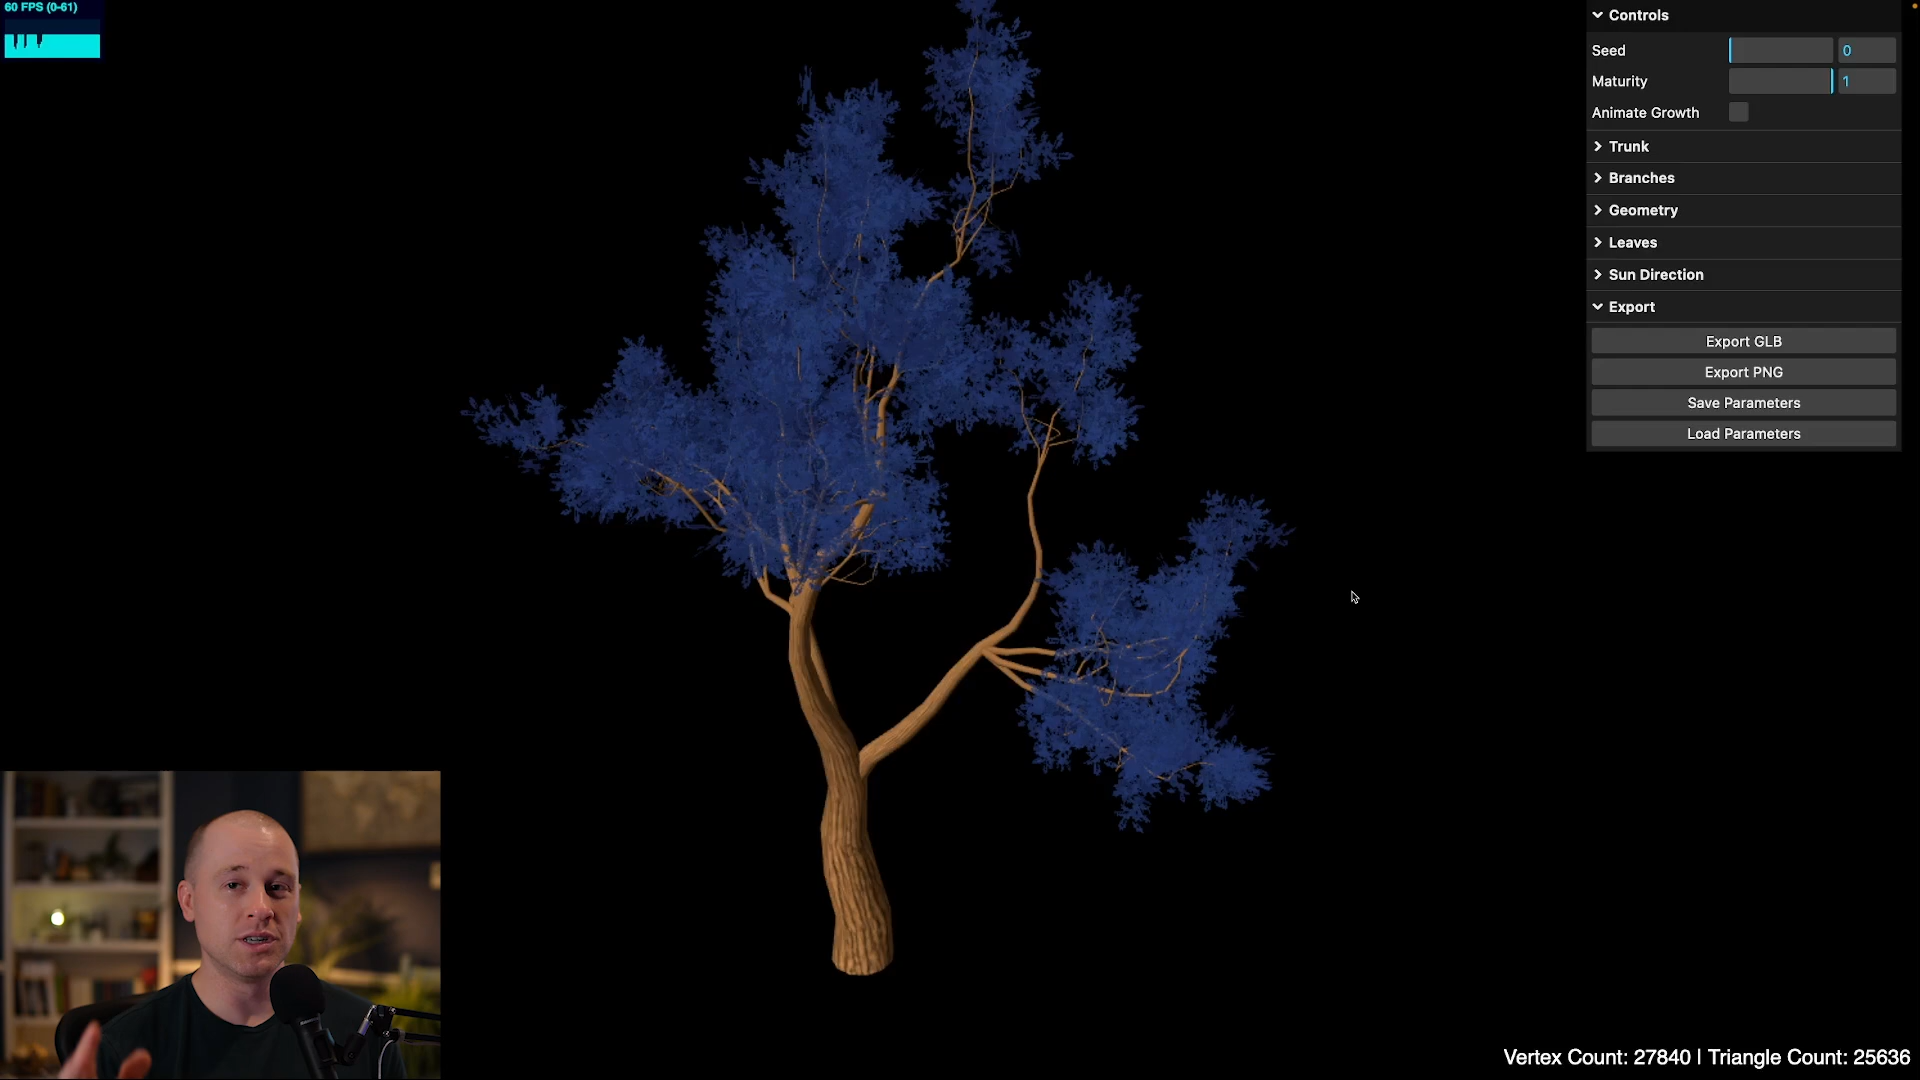 60 FPS (0-61)
Controls
Seed 0
Maturity 1
Animate Growth
Trunk
Branches
Geometry
Leaves
Sun Direction
Export
Export GLB
Export PNG
Save Parameters
Load Parameters
Vertex Count: 27840 | Triangle Count: 25636